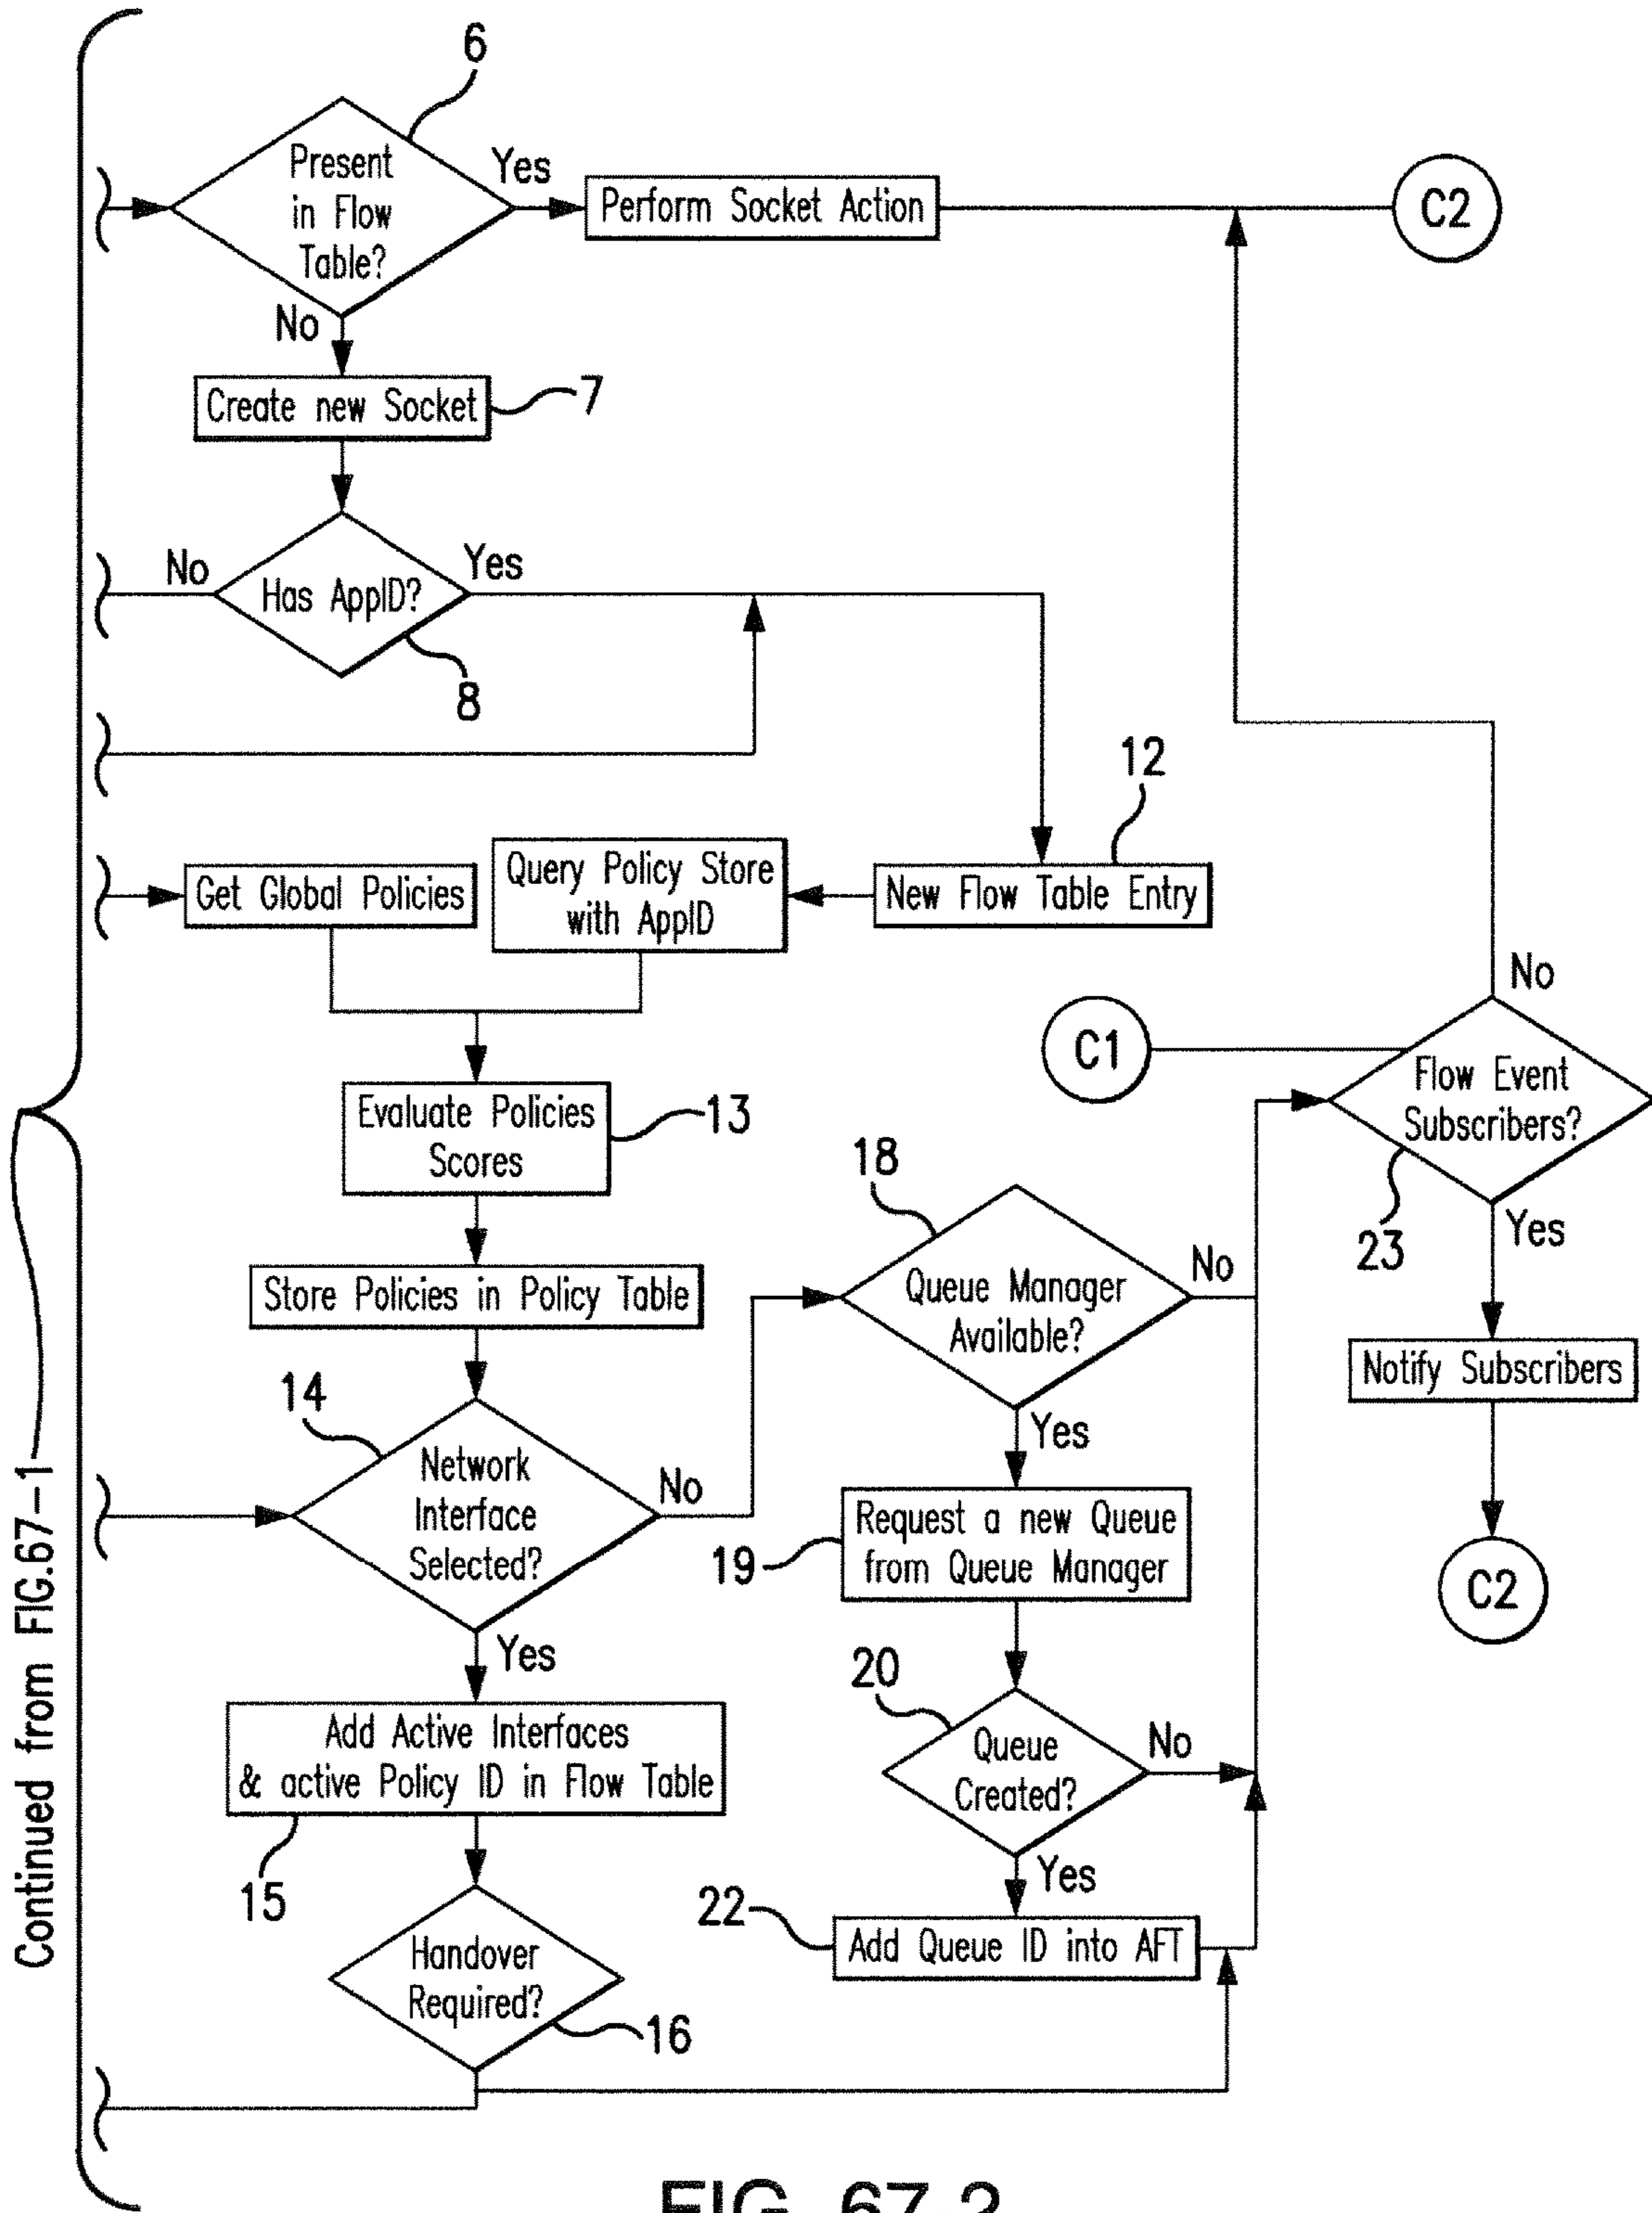 6
Present
in Flow
Table?
Yes
Perform Socket Action
C2
No
Create new Socket
7
No
Has AppID?
Yes
8
12
Get Global Policies
Query Policy Store
with AppID
New Flow Table Entry
No
C1
Flow Event
Subscribers?
23
Yes
Evaluate Policies
Scores
13
18
Queue Manager
Available?
No
Store Policies in Policy Table
Notify Subscribers
14
Network
Interface
Selected?
No
Yes
Request a new Queue
from Queue Manager
19
C2
Yes
20
Queue
Created?
No
Add Active Interfaces
& active Policy ID in Flow Table
15
Yes
22
Add Queue ID into AFT
Handover
Required?
16
Continued from FIG.67-1
FIG. 67-2